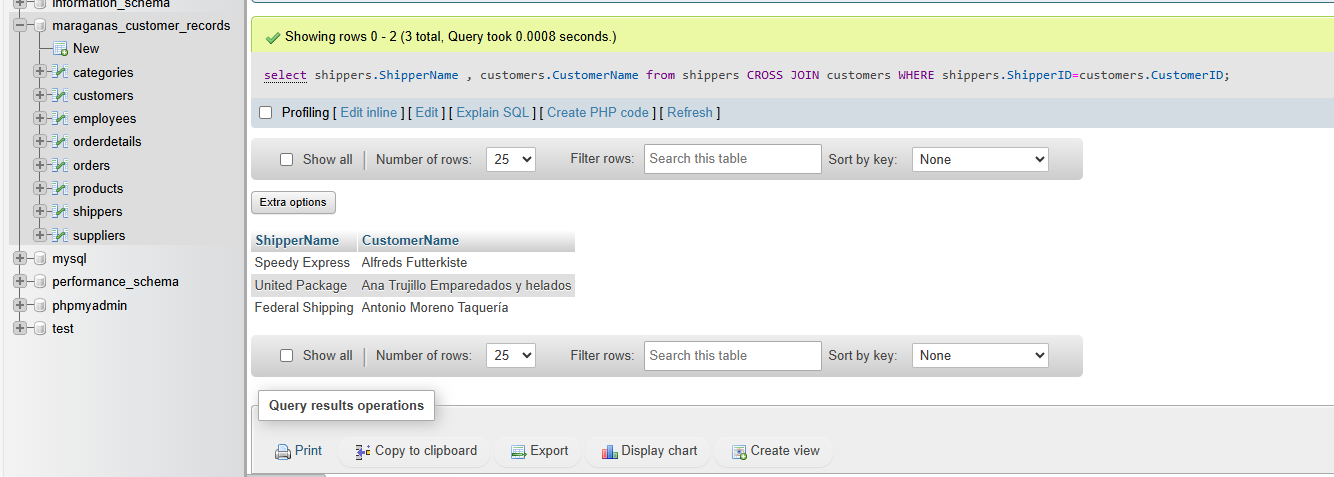 information_schema
maraganas_customer_records
New
categories
customers
employees
orderdetails
orders
products
shippers
suppliers
mysql
performance_schema
phpmyadmin
test
Showing rows 0 - 2 (3 total, Query took 0.0008 seconds.)
select shippers.ShipperName , customers.CustomerName from shippers CROSS JOIN customers WHERE shippers.ShipperID=customers.CustomerID;
Profiling [ Edit inline ] [ Edit ] [ Explain SQL ] [ Create PHP code ] [ Refresh ]
Show all | Number of rows: 25 Filter rows: Search this table Sort by key: None
Extra options
ShipperName CustomerName
Speedy Express Alfreds Futterkiste
United Package Ana Trujillo Emparedados y helados
Federal Shipping Antonio Moreno Taquería
Show all | Number of rows: 25 Filter rows: Search this table Sort by key: None
Query results operations
Print Copy to clipboard Export Display chart Create view